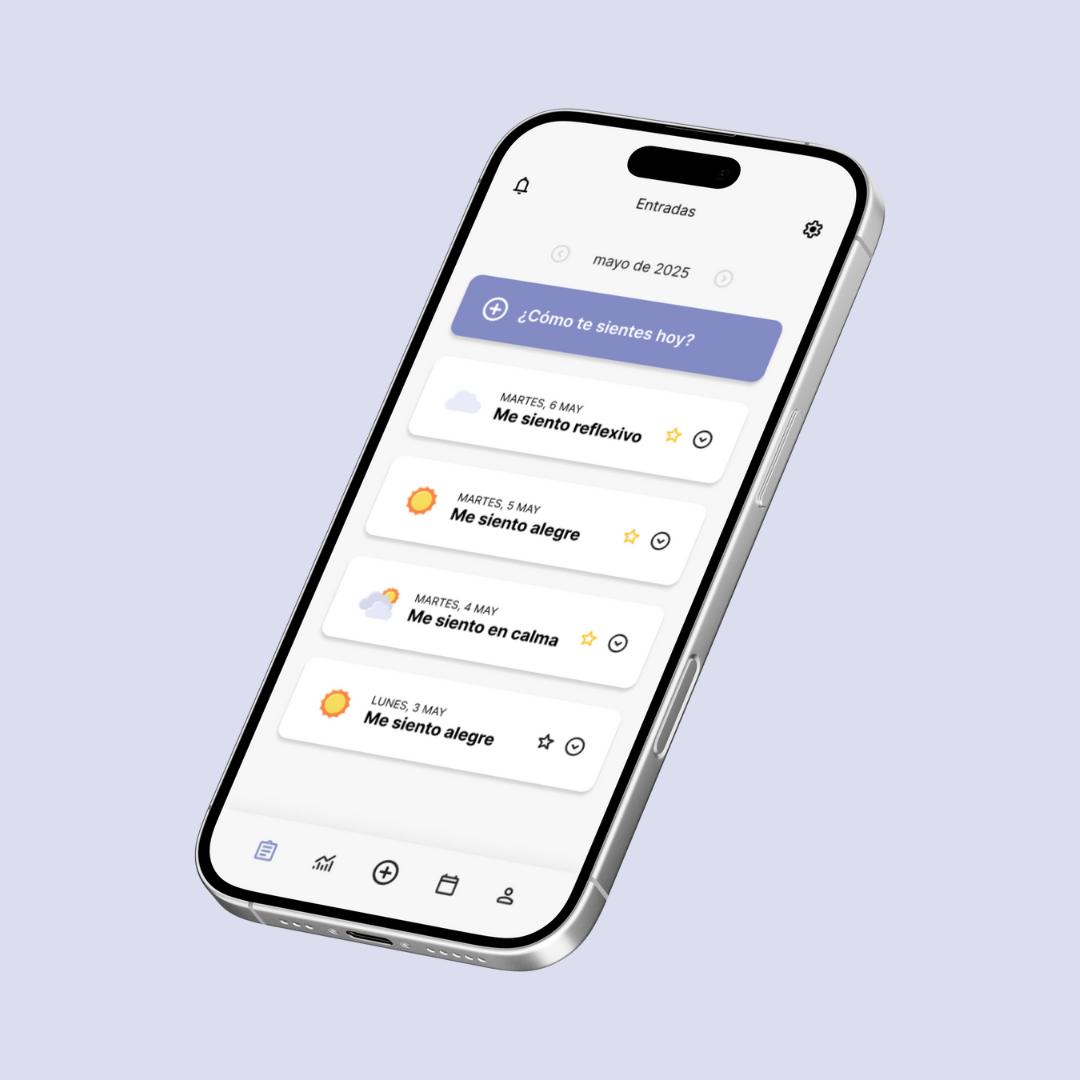 Entradas
mayo de 2025
¿Cómo te sientes hoy?
MARTES, 6 MAY
Me siento reflexivo
MARTES, 5 MAY
Me siento alegre
MARTES, 4 MAY
Me siento en calma
LUNES, 3 MAY
Me siento alegre